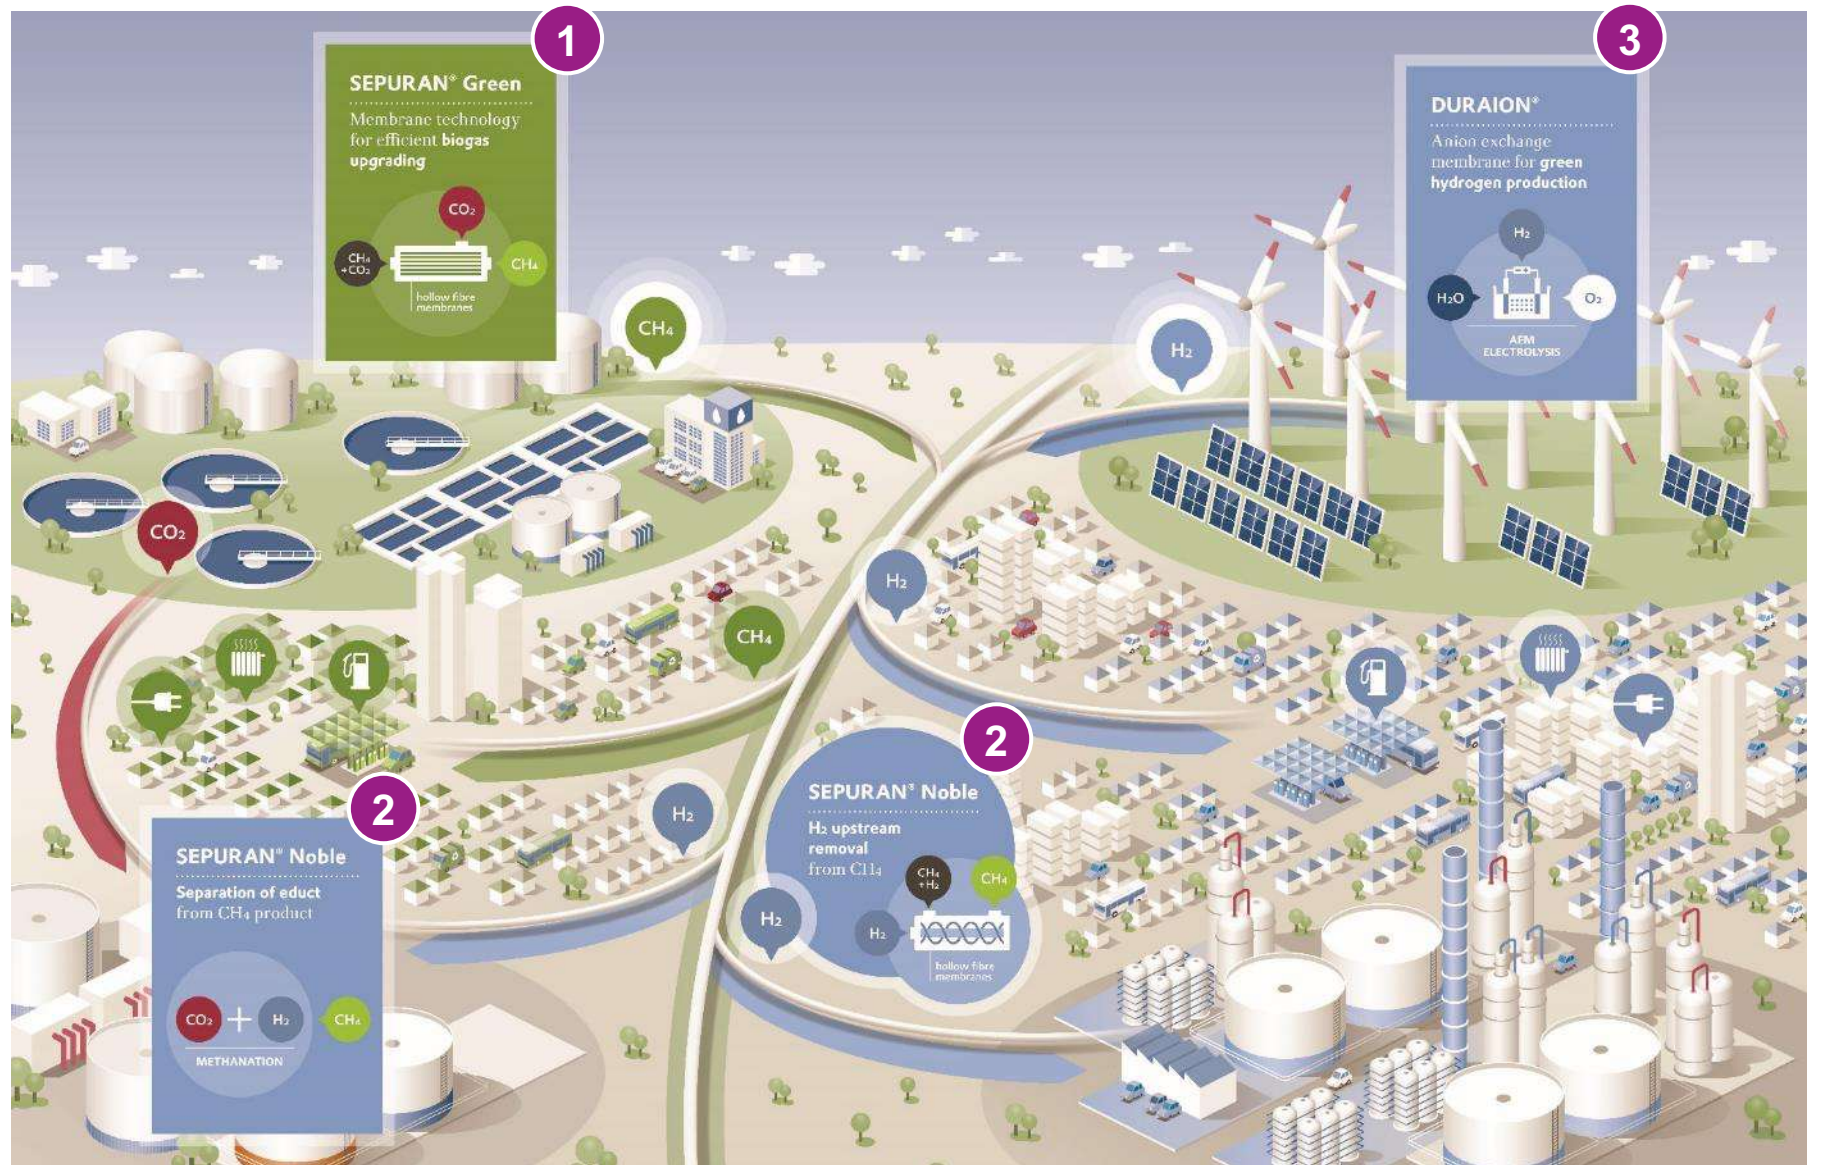 1
SEPURAN® Green
Membrane technology
for efficient biogas
upgrading
CO₂
CH₄
+CO₂
CH₄
hollow fibre
membranes
3
DURAION®
Anion exchange
membrane for green
hydrogen production
H₂
H₂O
O₂
AEM
ELECTROLYSIS
CH₄
H₂
CO₂
H₂
CH₄
2
SEPURAN® Noble
Separation of educt
from CH₄ product
CO₂ + H₂
CH₄
METHANATION
H₂
H₂
2
SEPURAN® Noble
H₂ upstream
removal
from CH₄
CH₄
+H₂
CH₄
H₂
hollow fibre
membranes